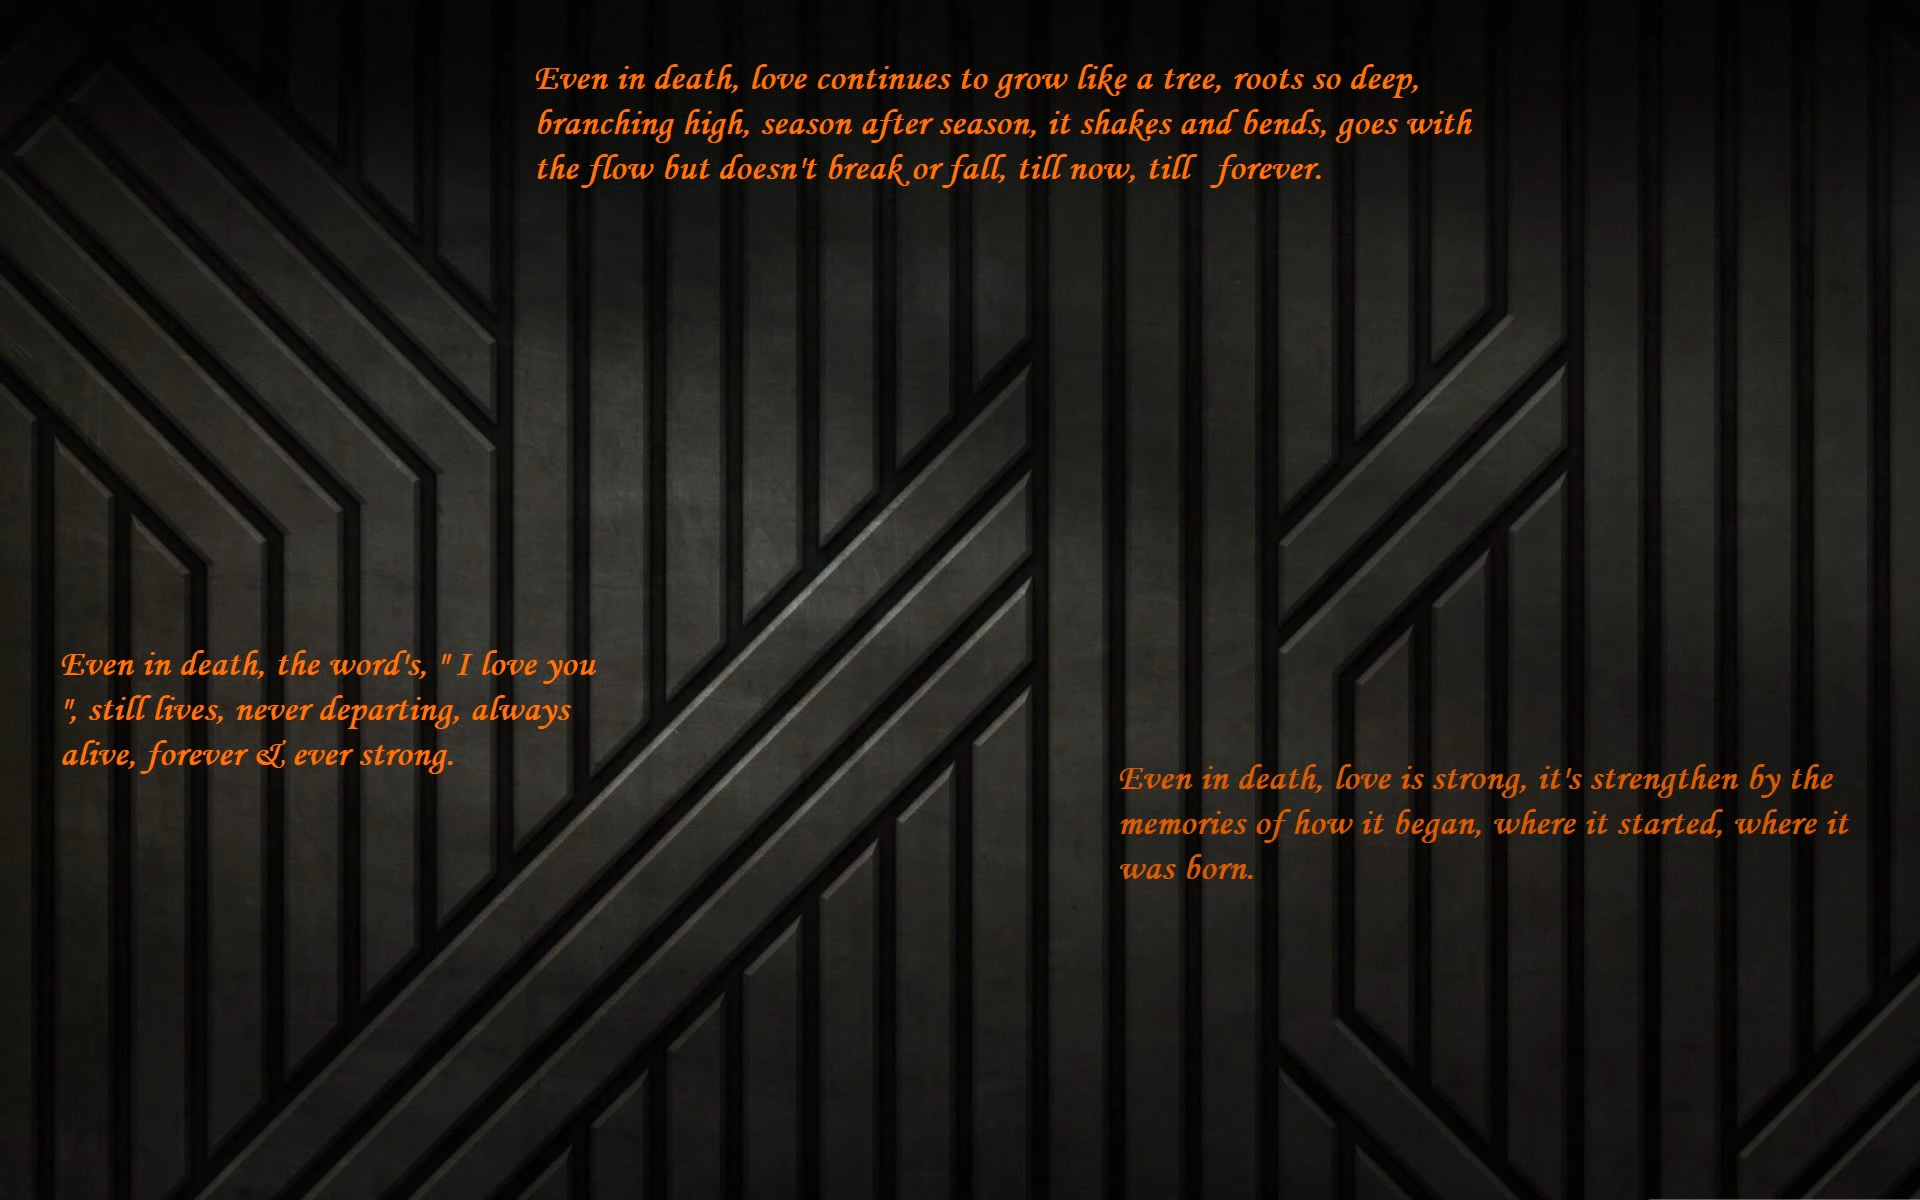 Even in death, love continues to grow like a tree, roots so deep,
branching high, season after season, it shakes and bends, goes with
the flow but doesn't break or fall, till now, till forever.
Even in death, the word's, " I love you
", still lives, never departing, always
alive, forever & ever strong.
Even in death, love is strong, it's strengthen by the
memories of how it began, where it started, where it
was born.